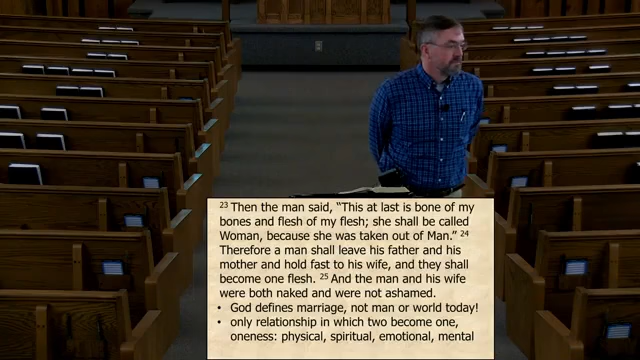 23 Then the man said, “This at last is bone of my
bones and flesh of my flesh; she shall be called
Woman, because she was taken out of Man.” 24
Therefore a man shall leave his father and his
mother and hold fast to his wife, and they shall
become one flesh. 25 And the man and his wife
were both naked and were not ashamed.
• God defines marriage, not man or world today!
• only relationship in which two become one,
oneness: physical, spiritual, emotional, mental